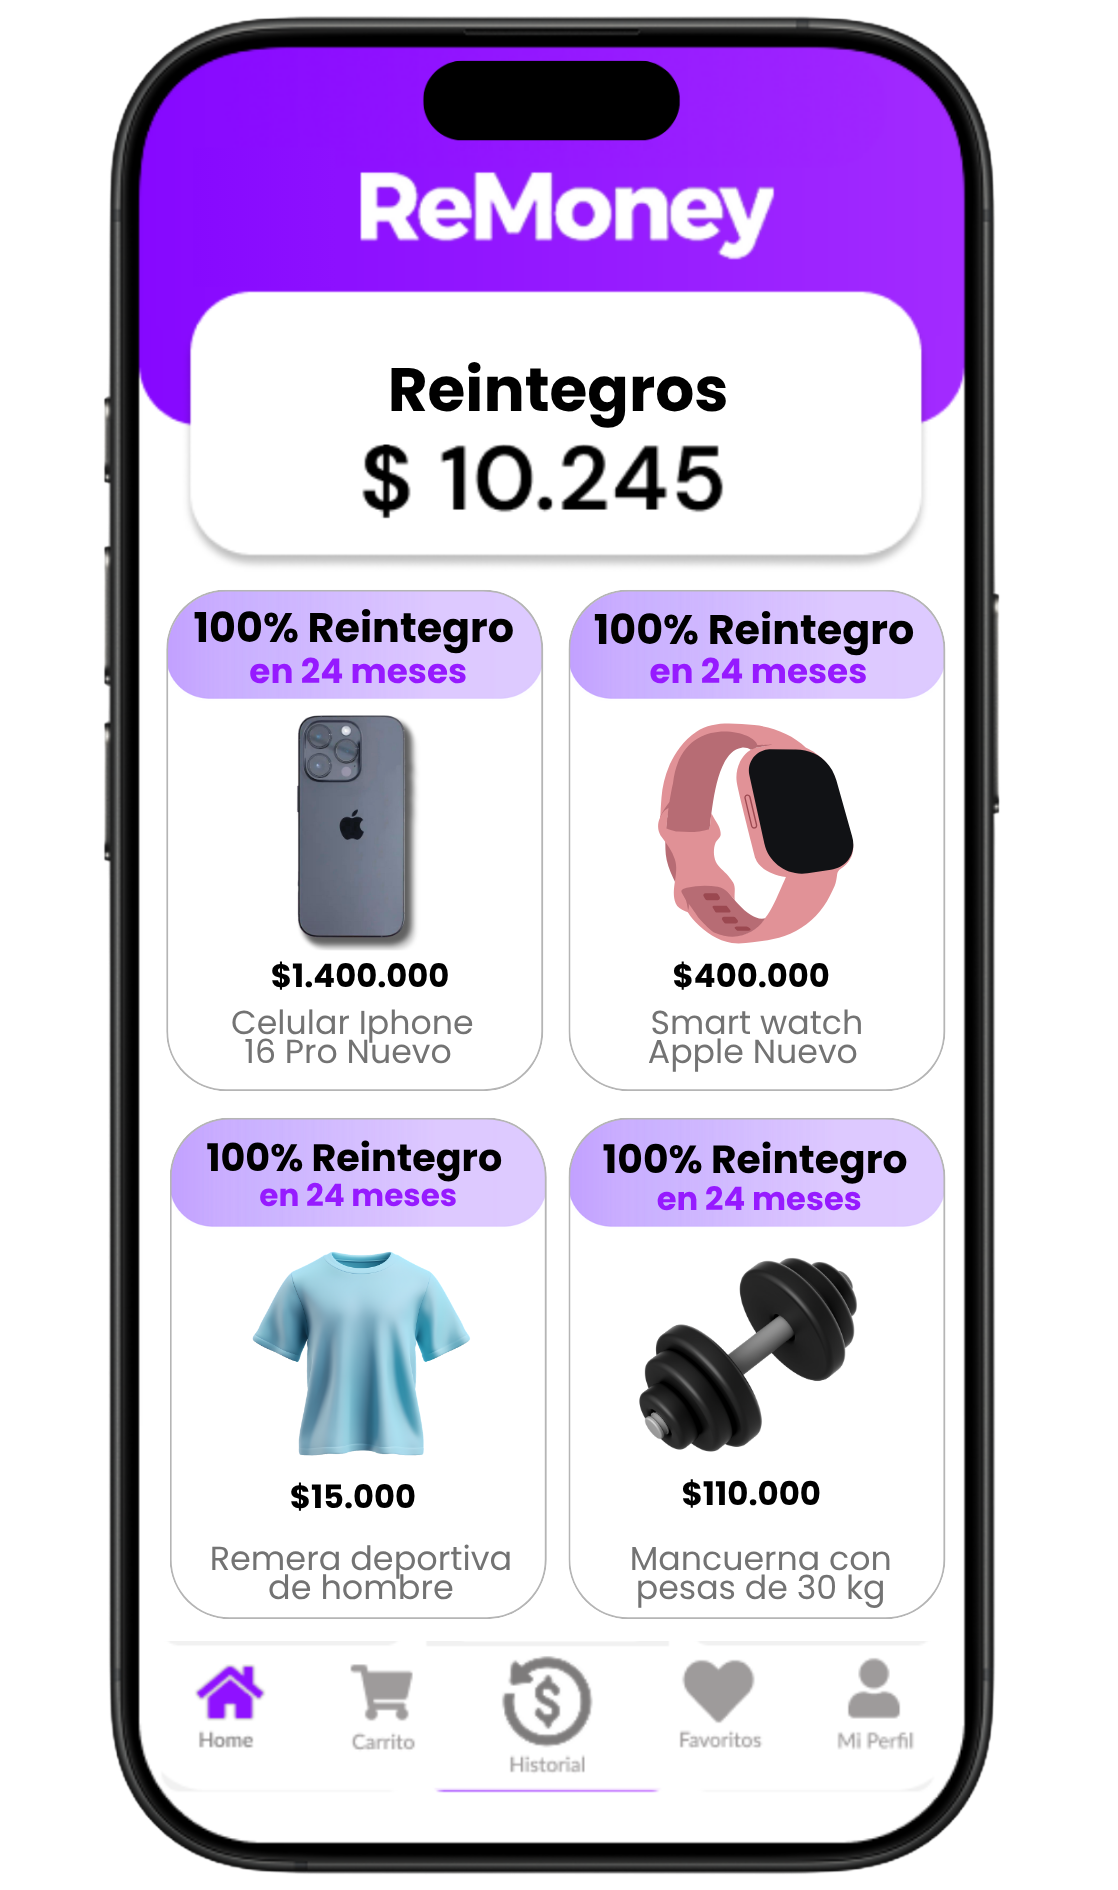 ReMoney
Reintegros
$ 10.245
100% Reintegro
en 24 meses
$1.400.000
Celular Iphone
16 Pro Nuevo
100% Reintegro
en 24 meses
$400.000
Smart watch
Apple Nuevo
100% Reintegro
en 24 meses
$15.000
Remera deportiva
de hombre
100% Reintegro
en 24 meses
$110.000
Mancuerna con
pesas de 30 kg
Home
Carrito
$
Historial
Favoritos
Mi Perfil